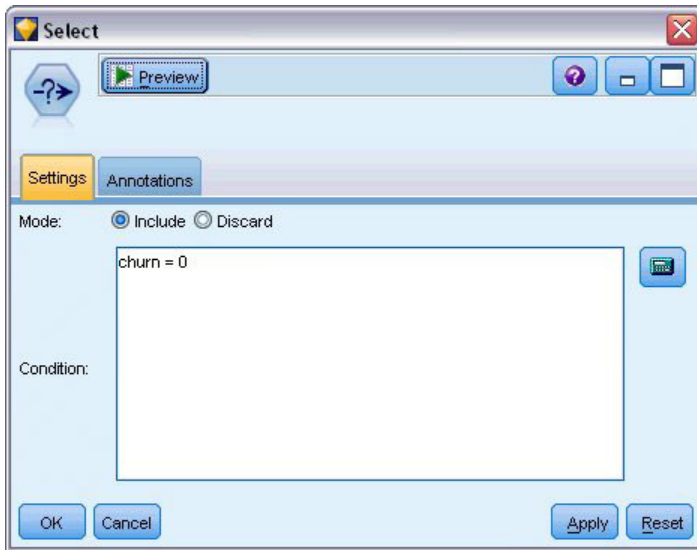 Select
-?➤
Preview
?
Settings
Annotations
Mode:
Include
Discard
churn = 0
Condition:
OK
Cancel
Apply
Reset